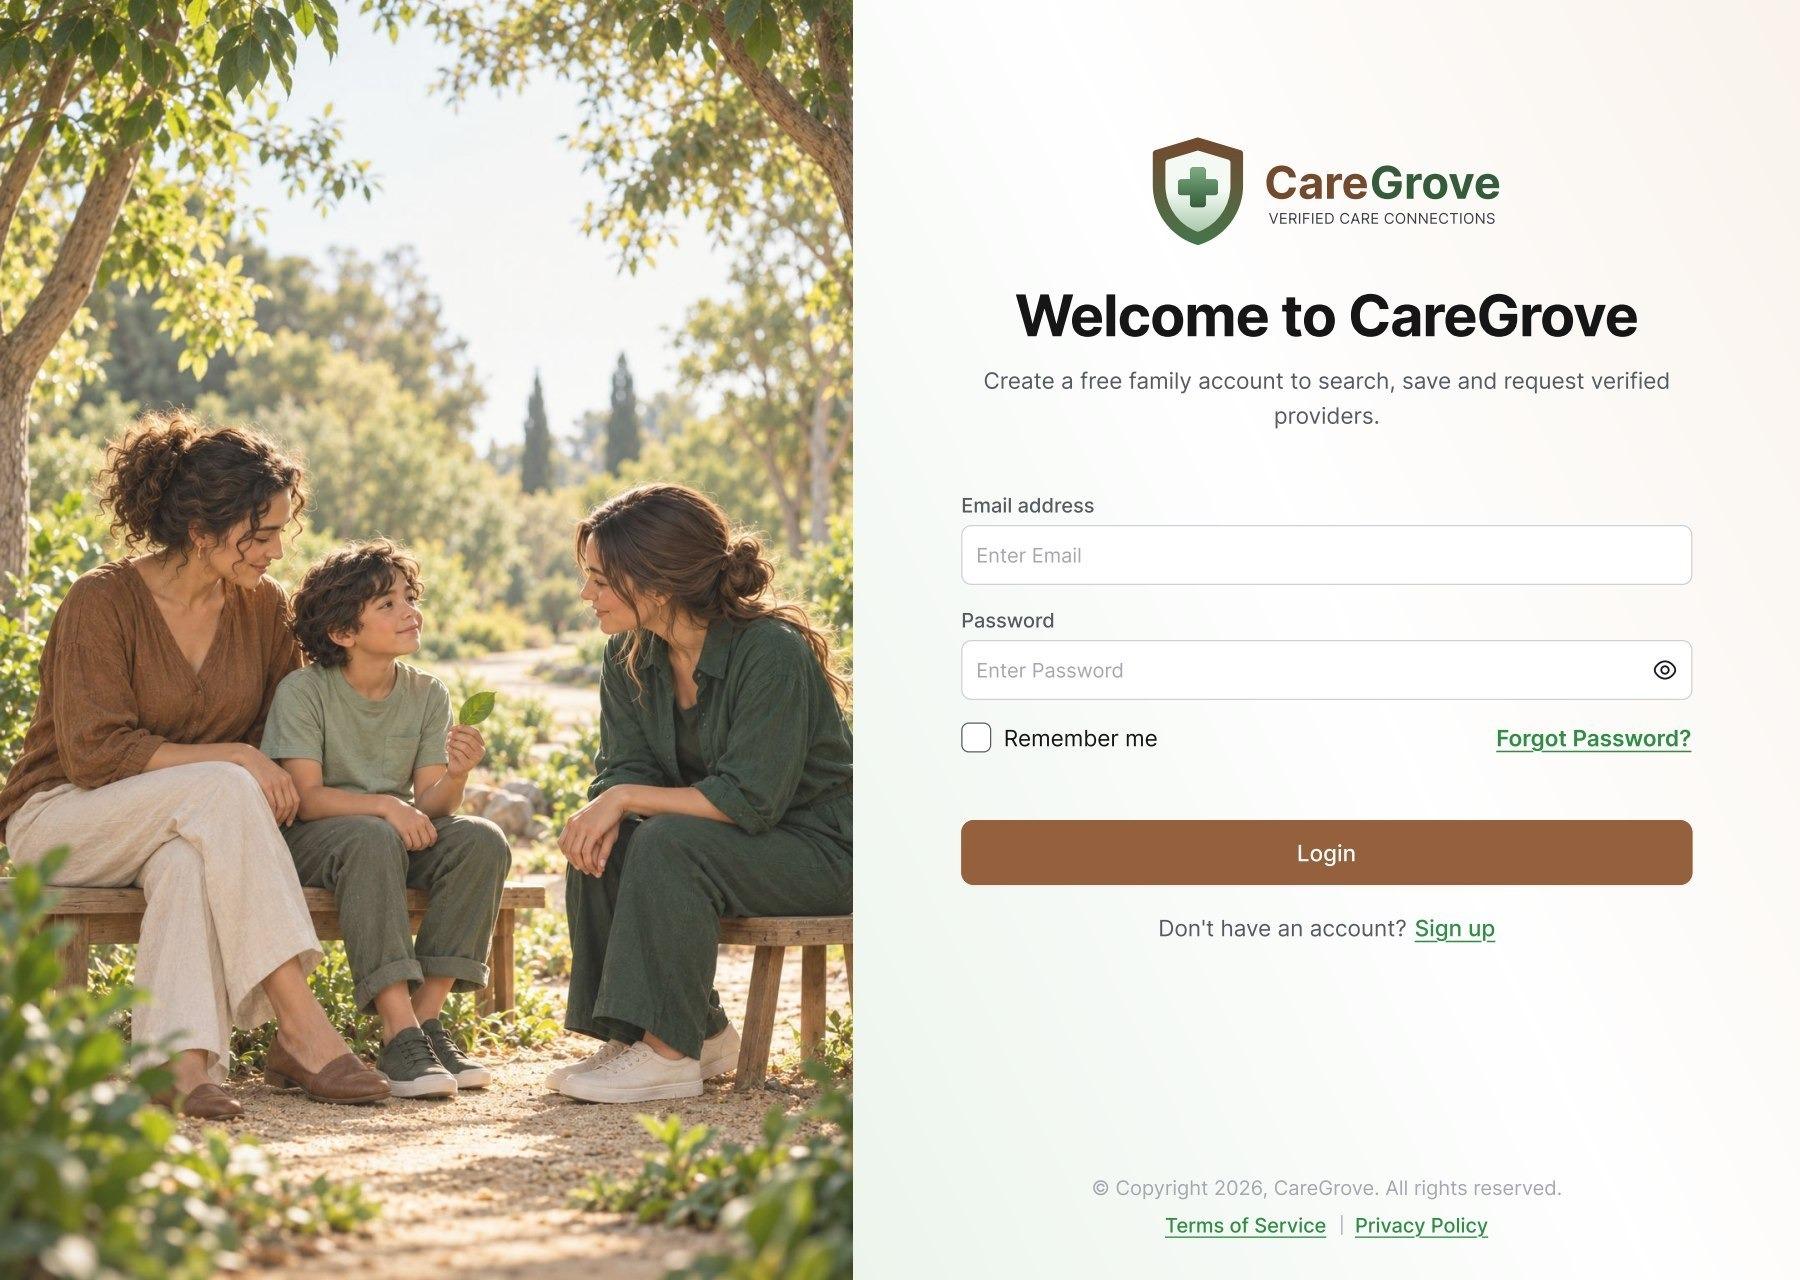 CareGrove
VERIFIED CARE CONNECTIONS
Welcome to CareGrove
Create a free family account to search, save and request verified
providers.
Email address
Enter Email
Password
Enter Password
Remember me
Forgot Password?
Login
Don't have an account? Sign up
© Copyright 2026, CareGrove. All rights reserved.
Terms of Service | Privacy Policy